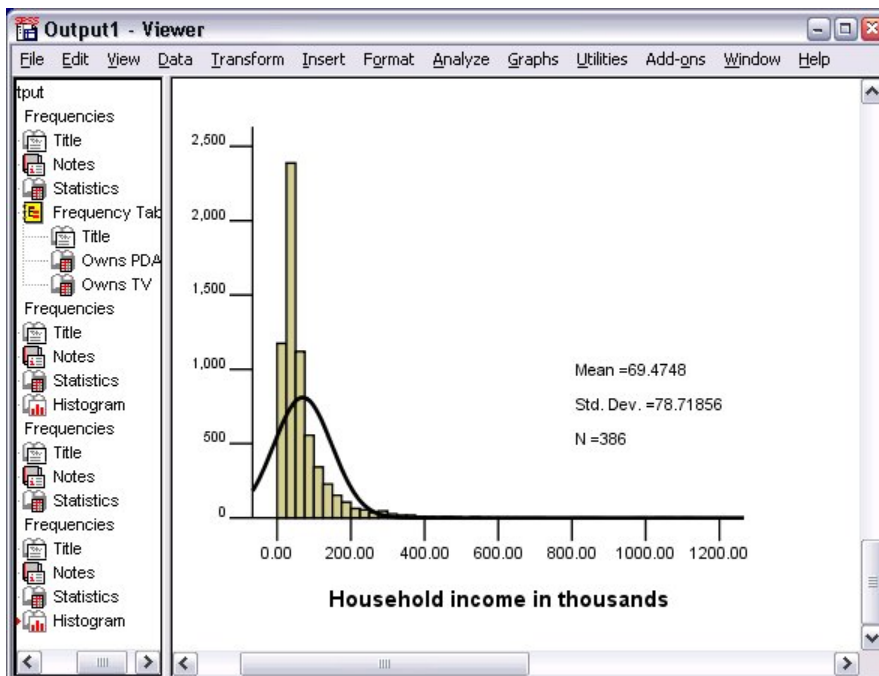 Output1 - Viewer
File Edit View Data Transform Insert Format Analyze Graphs Utilities Add-ons Window Help
tput
Frequencies
Title
Notes
Statistics
Frequency Tab
Title
Owns PDA
Owns TV
Frequencies
Title
Notes
Statistics
Histogram
Frequencies
Title
Notes
Statistics
Frequencies
Title
Notes
Statistics
Histogram
2,500
2,000
1,500
1,000
500
0
0.00 200.00 400.00 600.00 800.00 1000.00 1200.00
Household income in thousands
Mean =69.4748
Std. Dev. =78.71856
N =386